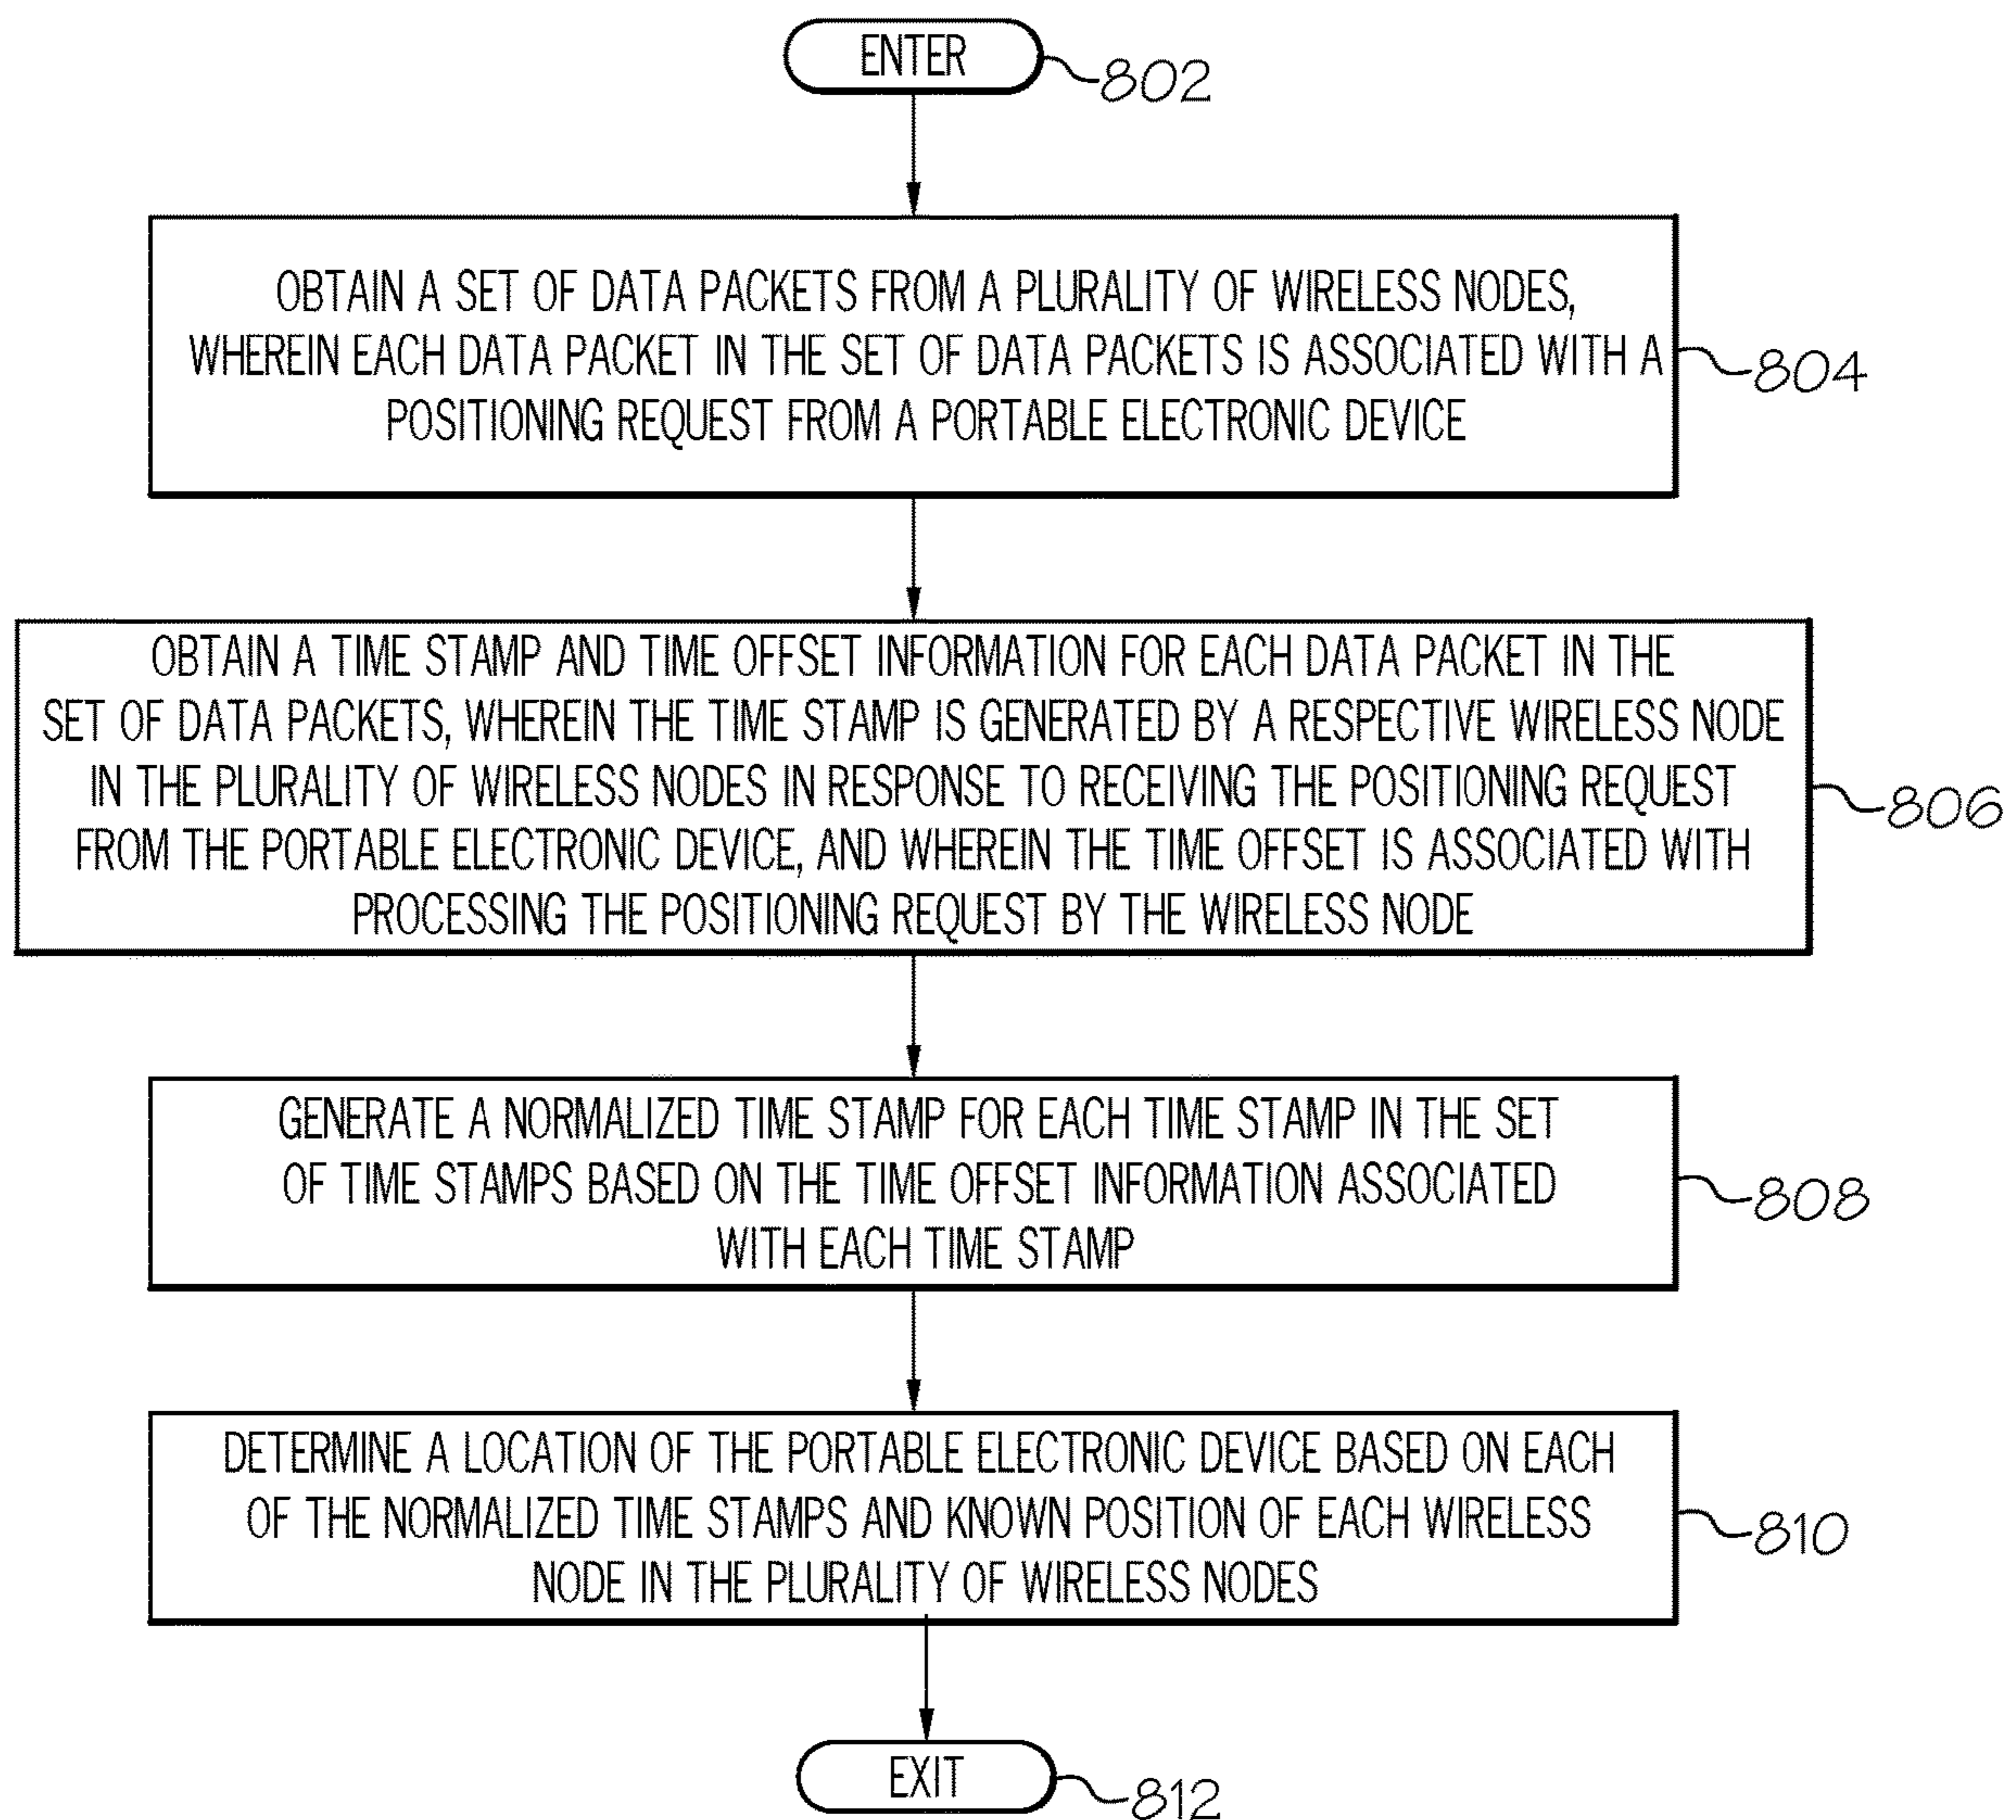 ENTER
802
OBTAIN A SET OF DATA PACKETS FROM A PLURALITY OF WIRELESS NODES,
WHEREIN EACH DATA PACKET IN THE SET OF DATA PACKETS IS ASSOCIATED WITH A
POSITIONING REQUEST FROM A PORTABLE ELECTRONIC DEVICE
804
OBTAIN A TIME STAMP AND TIME OFFSET INFORMATION FOR EACH DATA PACKET IN THE
SET OF DATA PACKETS, WHEREIN THE TIME STAMP IS GENERATED BY A RESPECTIVE WIRELESS NODE
IN THE PLURALITY OF WIRELESS NODES IN RESPONSE TO RECEIVING THE POSITIONING REQUEST
FROM THE PORTABLE ELECTRONIC DEVICE, AND WHEREIN THE TIME OFFSET IS ASSOCIATED WITH
PROCESSING THE POSITIONING REQUEST BY THE WIRELESS NODE
806
GENERATE A NORMALIZED TIME STAMP FOR EACH TIME STAMP IN THE SET
OF TIME STAMPS BASED ON THE TIME OFFSET INFORMATION ASSOCIATED
WITH EACH TIME STAMP
808
DETERMINE A LOCATION OF THE PORTABLE ELECTRONIC DEVICE BASED ON EACH
OF THE NORMALIZED TIME STAMPS AND KNOWN POSITION OF EACH WIRELESS
NODE IN THE PLURALITY OF WIRELESS NODES
810
EXIT
812